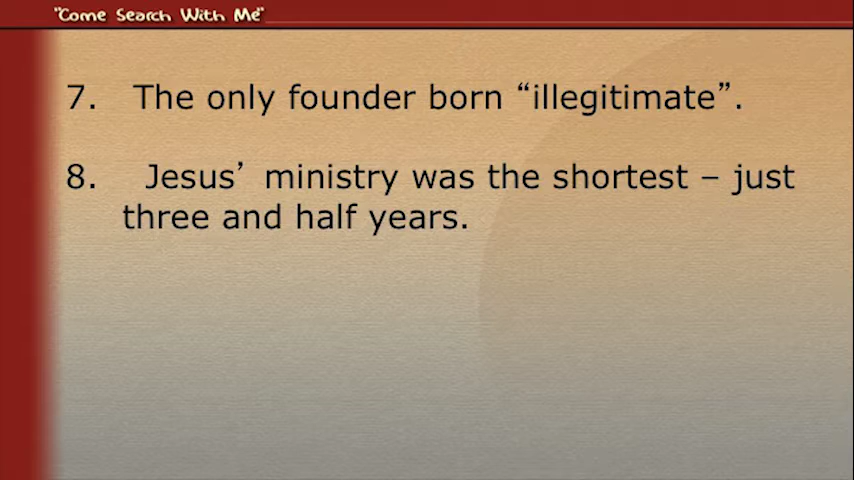 "Come Search With Me"
7. The only founder born “illegitimate”.
8. Jesus’ ministry was the shortest – just
three and half years.